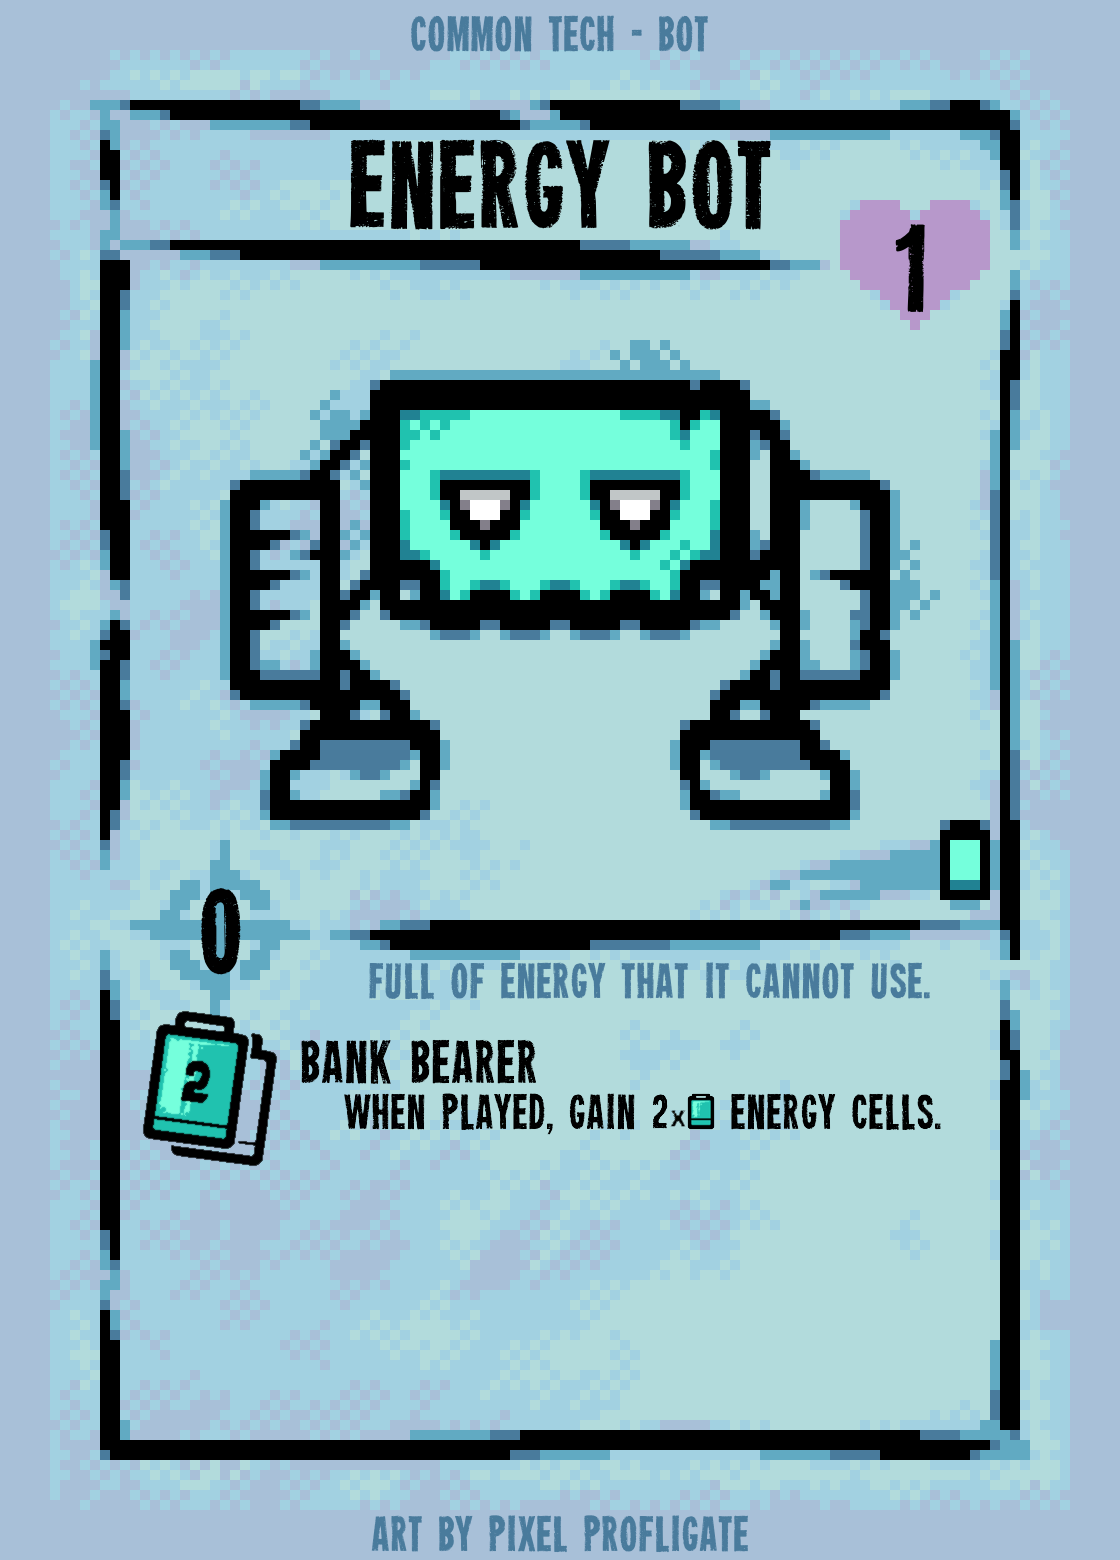 COMMON TECH - BOT
ENERGY BOT
1
0
FULL OF ENERGY THAT IT CANNOT USE.
2
BANK BEARER
WHEN PLAYED, GAIN 2x ENERGY CELLS.
ART BY PIXEL PROFLIGATE